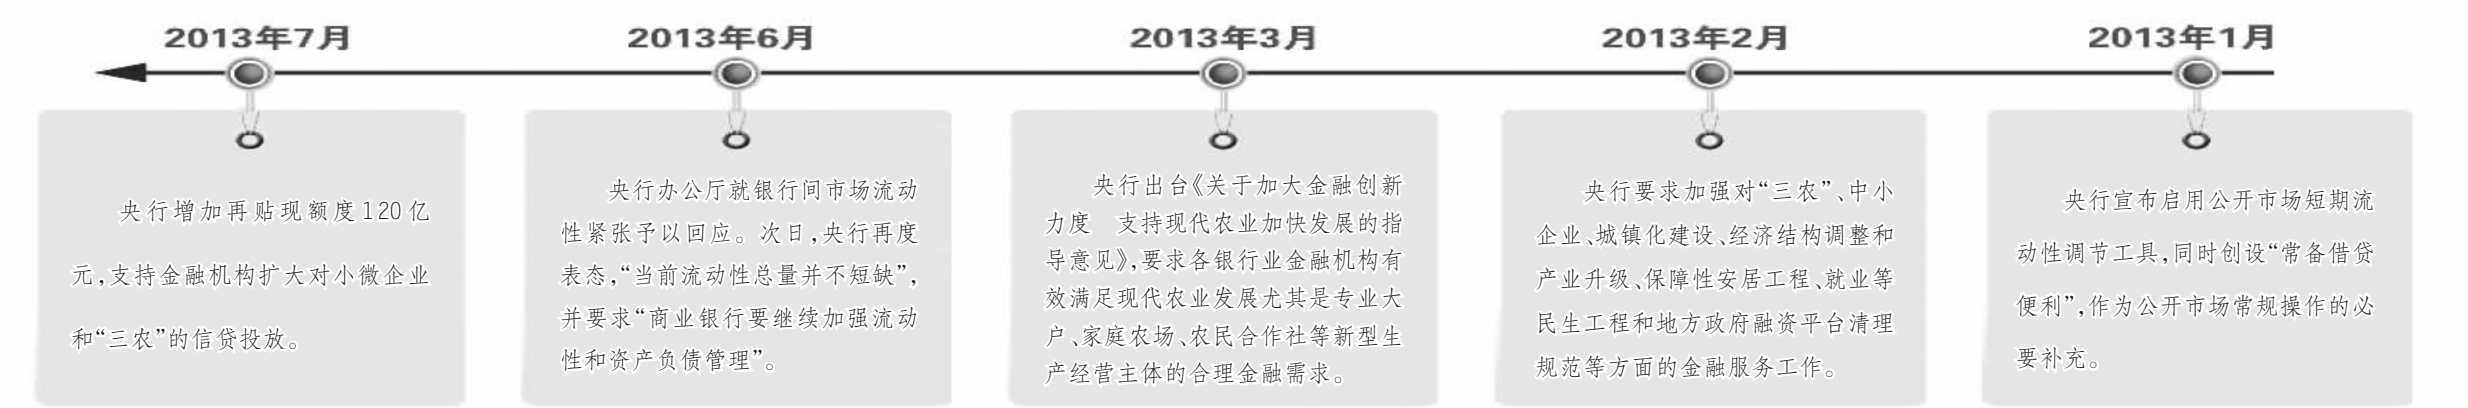 2013年7月
央行增加再贴现额度120亿
元,支持金融机构扩大对小微企业
和“三农”的信贷投放。
2013年6月
央行办公厅就银行间市场流动
性紧张予以回应。次日,央行再度
表态,“当前流动性总量并不短缺”,
并要求“商业银行要继续加强流动
性和资产负债管理”。
2013年3月
央行出台《关于加大金融创新
力度　支持现代农业加快发展的指
导意见》,要求各银行业金融机构有
效满足现代农业发展尤其是专业大
户、家庭农场、农民合作社等新型生
产经营主体的合理金融需求。
2013年2月
央行要求加强对“三农”、中小
企业、城镇化建设、经济结构调整和
产业升级、保障性安居工程、就业等
民生工程和地方政府融资平台清理
规范等方面的金融服务工作。
2013年1月
央行宣布启用公开市场短期流
动性调节工具,同时创设“常备借贷
便利”,作为公开市场常规操作的必
要补充。